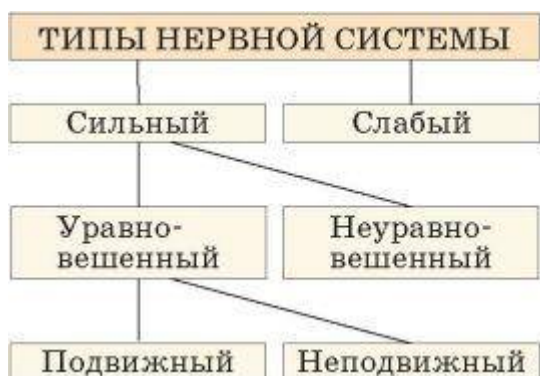 ТИПЫ НЕРВНОЙ СИСТЕМЫ
Сильный
Слабый
Уравно-
вешенный
Неуравно-
вешенный
Подвижный
Неподвижный